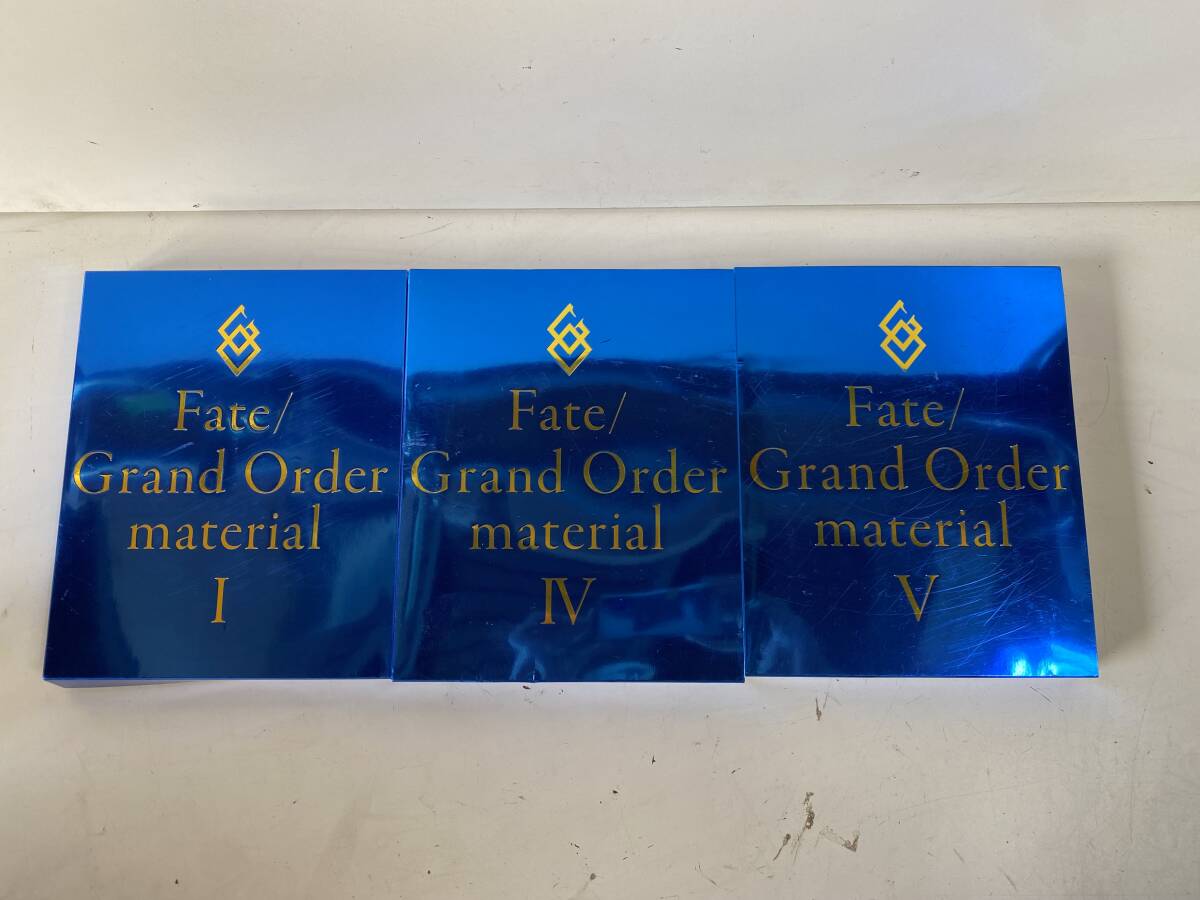 Fate/
Grand Order
material
I
Fate/
Grand Order
material
IV
Fate/
Grand Order
material
V